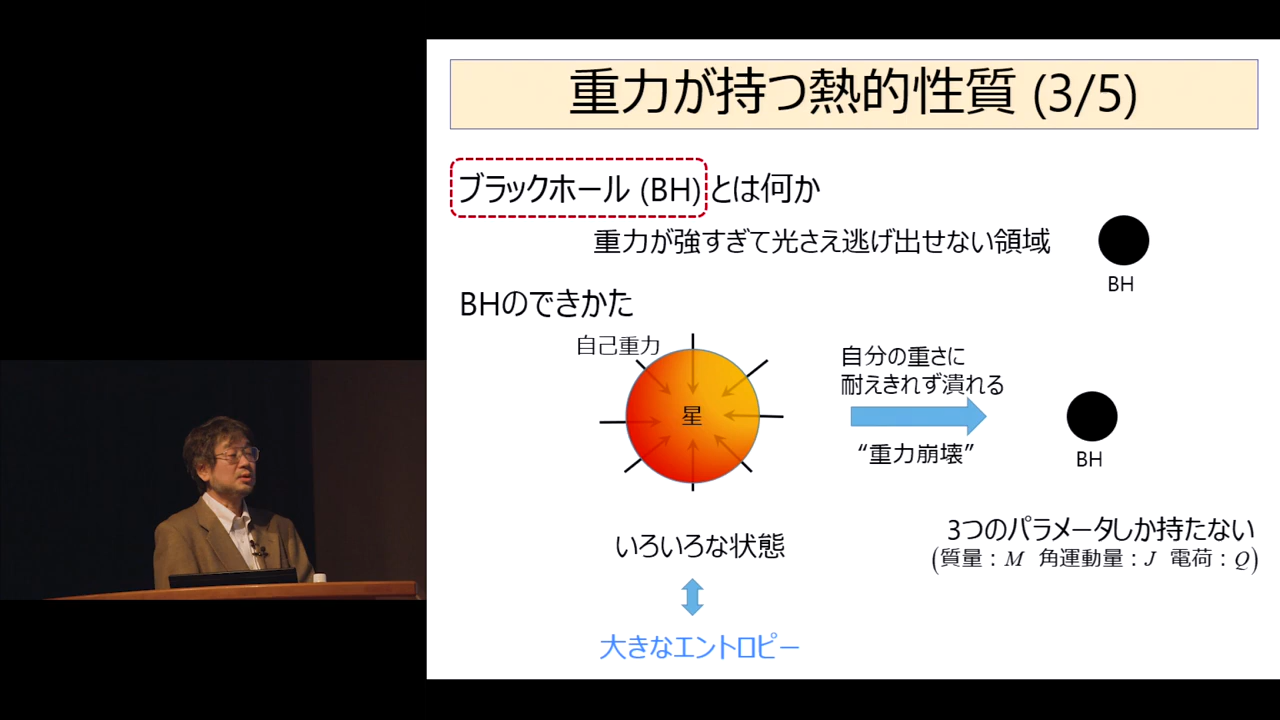 重力が持つ熱的性質 (3/5)
ブラックホール (BH) とは何か
重力が強すぎて光さえ逃げ出せない領域
BH
BHのできかた
自己重力
星
自分の重さに
耐えきれず潰れる
“重力崩壊”
BH
いろいろな状態
3つのパラメータしか持たない
(質量：M 角運動量：J 電荷：Q)
大きなエントロピー